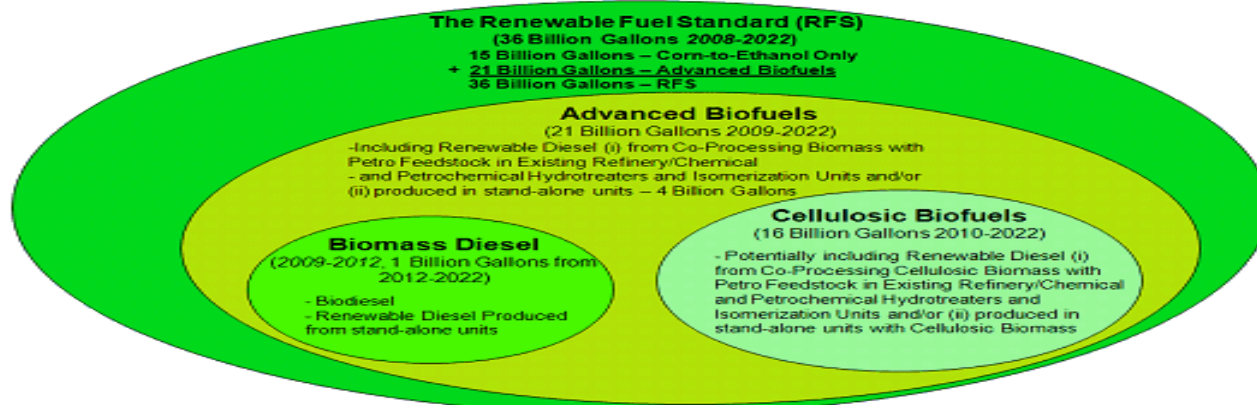 The Renewable Fuel Standard (RFS)
(36 Billion Gallons 2008-2022)
15 Billion Gallons – Corn-to-Ethanol Only
+ 21 Billion Gallons – Advanced Biofuels
36 Billion Gallons – RFS
Advanced Biofuels
(21 Billion Gallons 2009-2022)
-Including Renewable Diesel (i) from Co-Processing Biomass with
Petro Feedstock in Existing Refinery/Chemical
- and Petrochemical Hydrotreaters and Isomerization Units and/or
(ii) produced in stand-alone units – 4 Billion Gallons
Biomass Diesel
(2009-2012, 1 Billion Gallons from
2012-2022)
- Biodiesel
- Renewable Diesel Produced
from stand-alone units
Cellulosic Biofuels
(16 Billion Gallons 2010-2022)
- Potentially including Renewable Diesel (i)
from Co-Processing Cellulosic Biomass with
Petro Feedstock in Existing Refinery/Chemical
and Petrochemical Hydrotreaters and
Isomerization Units and/or (ii) produced in
stand-alone units with Cellulosic Biomass